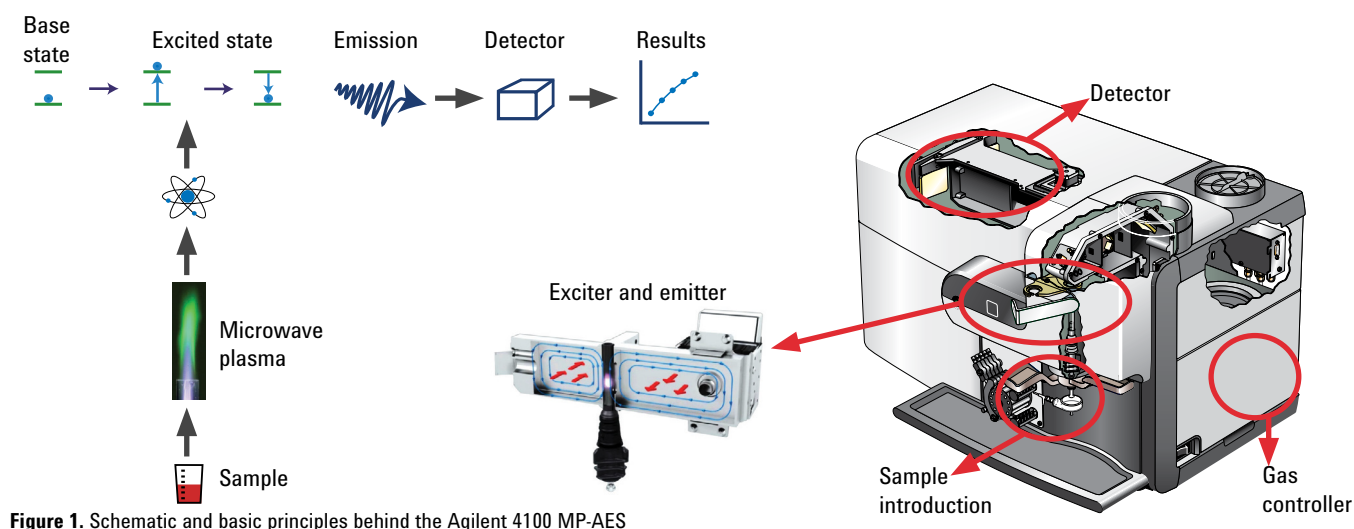 Base
state
Excited state
Emission
Detector
Results
Microwave
plasma
Sample
Exciter and emitter
Detector
Sample
introduction
Gas
controller
Figure 1. Schematic and basic principles behind the Agilent 4100 MP-AES